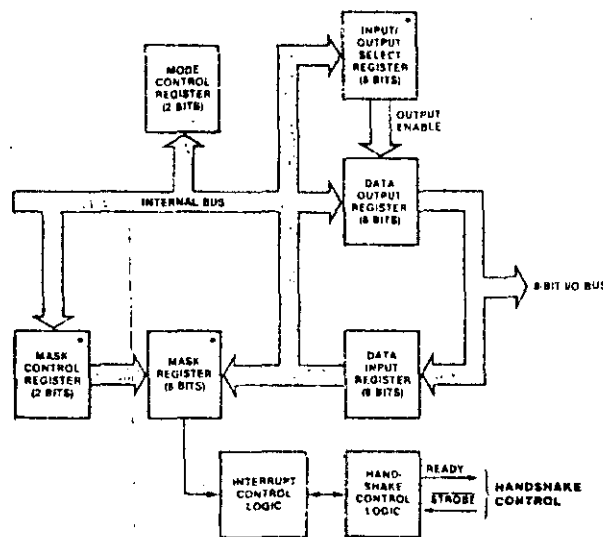 INPUT/
OUTPUT
SELECT
REGISTER
(8 BITS)
MODE
CONTROL
REGISTER
(2 BITS)
OUTPUT
ENABLE
DATA
OUTPUT
REGISTER
(8 BITS)
INTERNAL BUS
8-BIT I/O BUS
MASK
CONTROL
REGISTER
(2 BITS)
MASK
REGISTER
(8 BITS)
DATA
INPUT
REGISTER
(8 BITS)
INTERRUPT
CONTROL
LOGIC
HAND-
SHAKE
CONTROL
LOGIC
READY
STROBE
HANDSHAKE
CONTROL